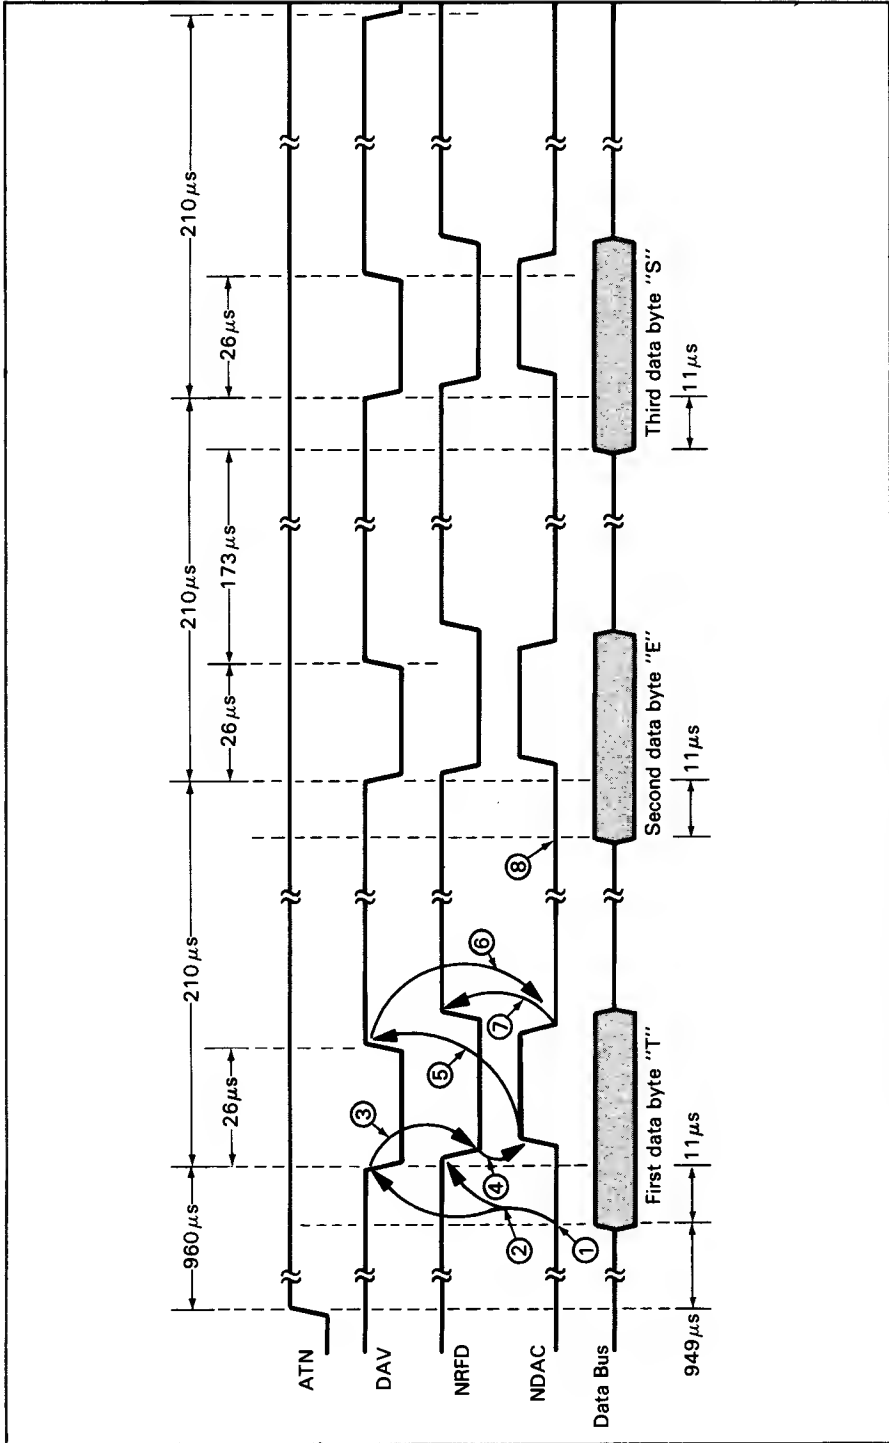 960μs
210μs
210μs
210μs
26μs
26μs
173μs
26μs
ATN
DAV
NRFD
NDAC
Data Bus
3
6
5
7
4
2
8
1
First data byte "T"
Second data byte "E"
Third data byte "S"
949μs
11μs
11μs
11μs